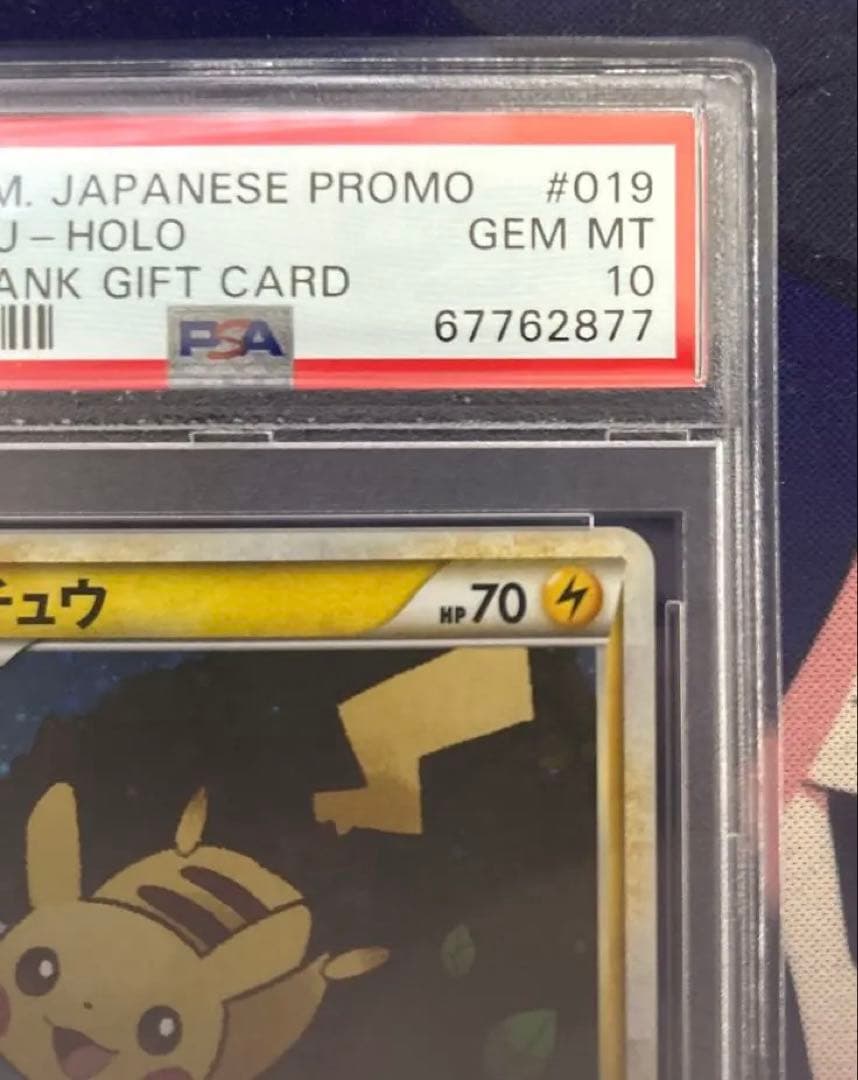 M. JAPANESE PROMO #019
U-HOLO GEM MT
ANK GIFT CARD 10
PSA 67762877
チュウ HP70